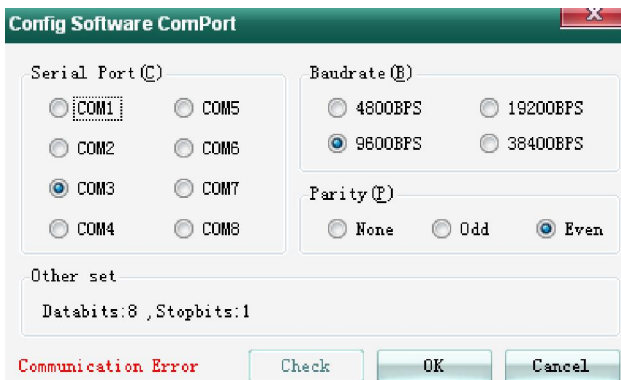 Config Software ComPort
x
Serial Port(C)
COM1 COM5
COM2 COM6
COM3 COM7
COM4 COM8
Baudrate(B)
4800BPS 19200BPS
9600BPS 38400BPS
Parity(P)
None Odd Even
Other set
Databits:8 ,Stopbits:1
Communication Error Check OK Cancel